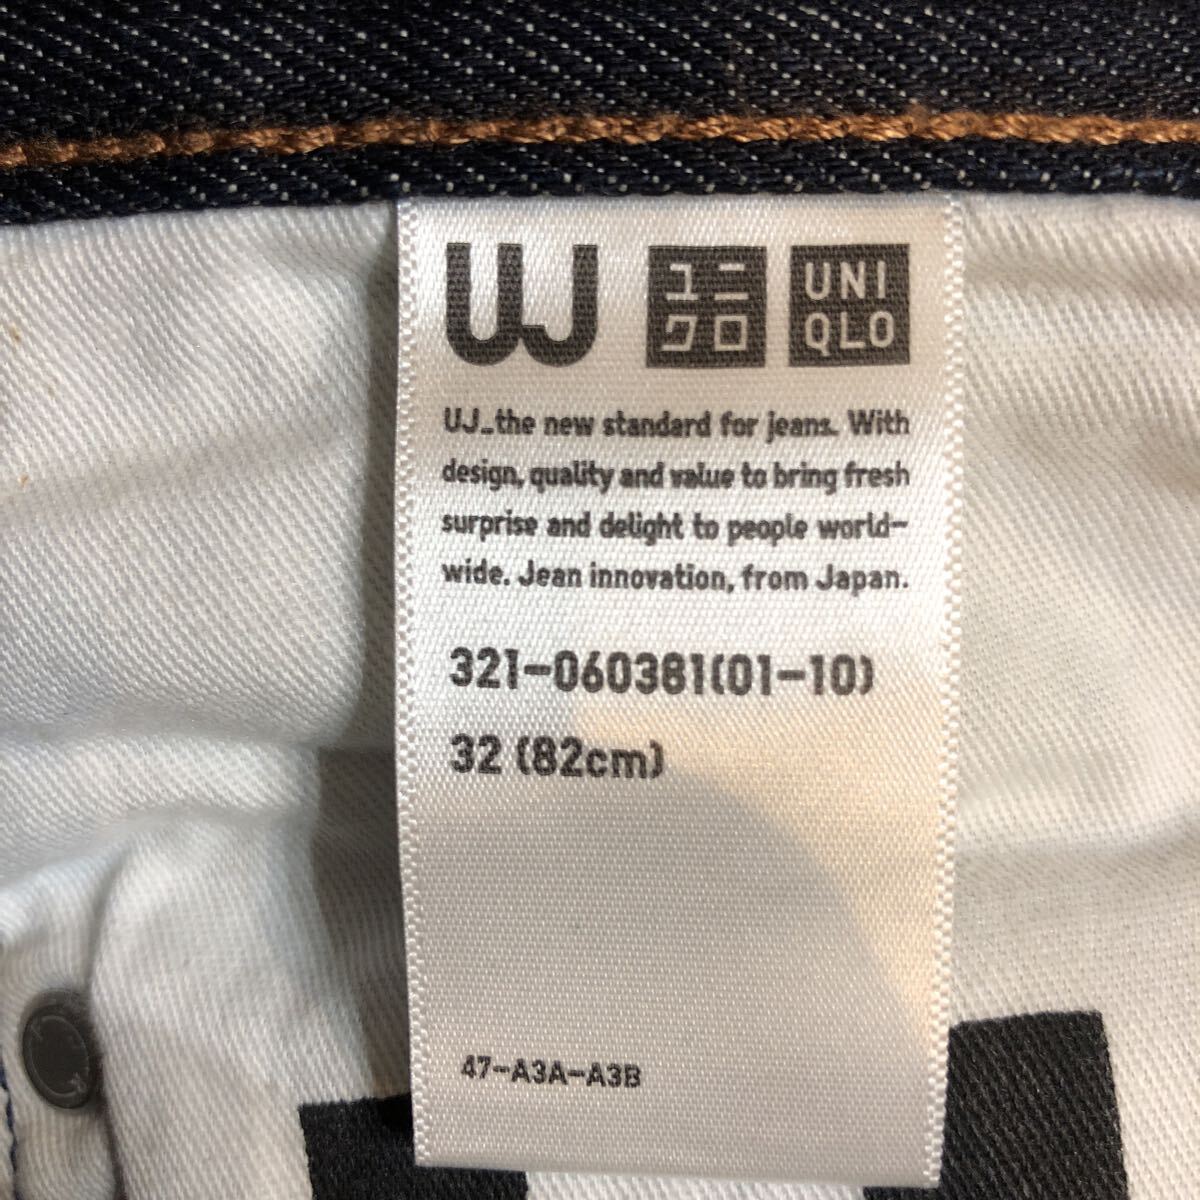 UJ
ユニクロ
UNIQLO
UJ_the new standard for jeans. With
design, quality and value to bring fresh
surprise and delight to people world-
wide. Jean innovation, from Japan.
321-060381(01-10)
32 (82cm)
47-A3A-A3B